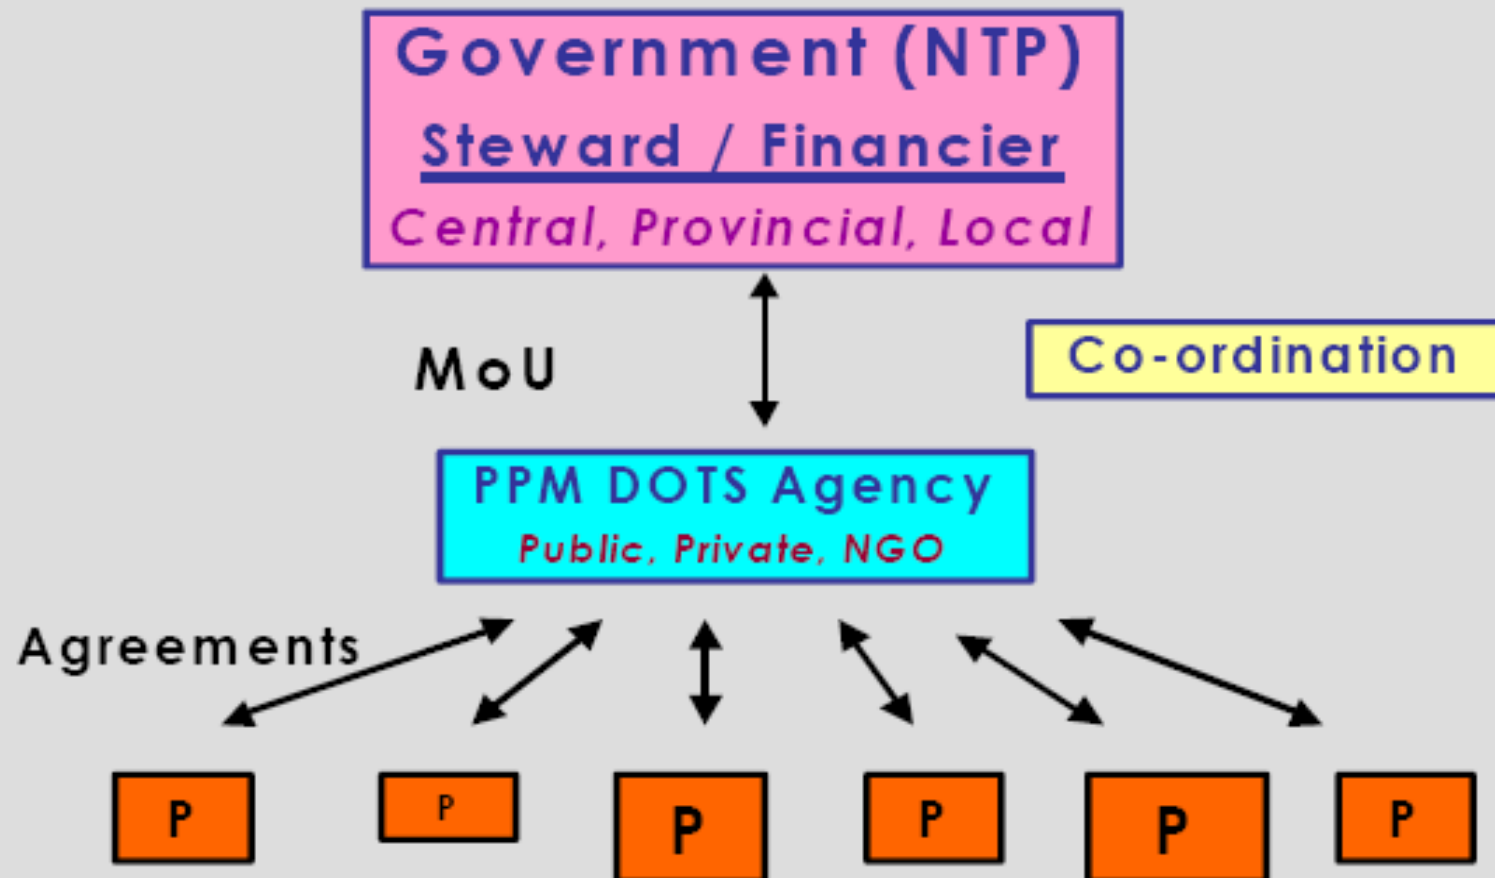 Government (NTP)
Steward / Financier
Central, Provincial, Local
MoU
Co-ordination
PPM DOTS Agency
Public, Private, NGO
Agreements
P
P
P
P
P
P